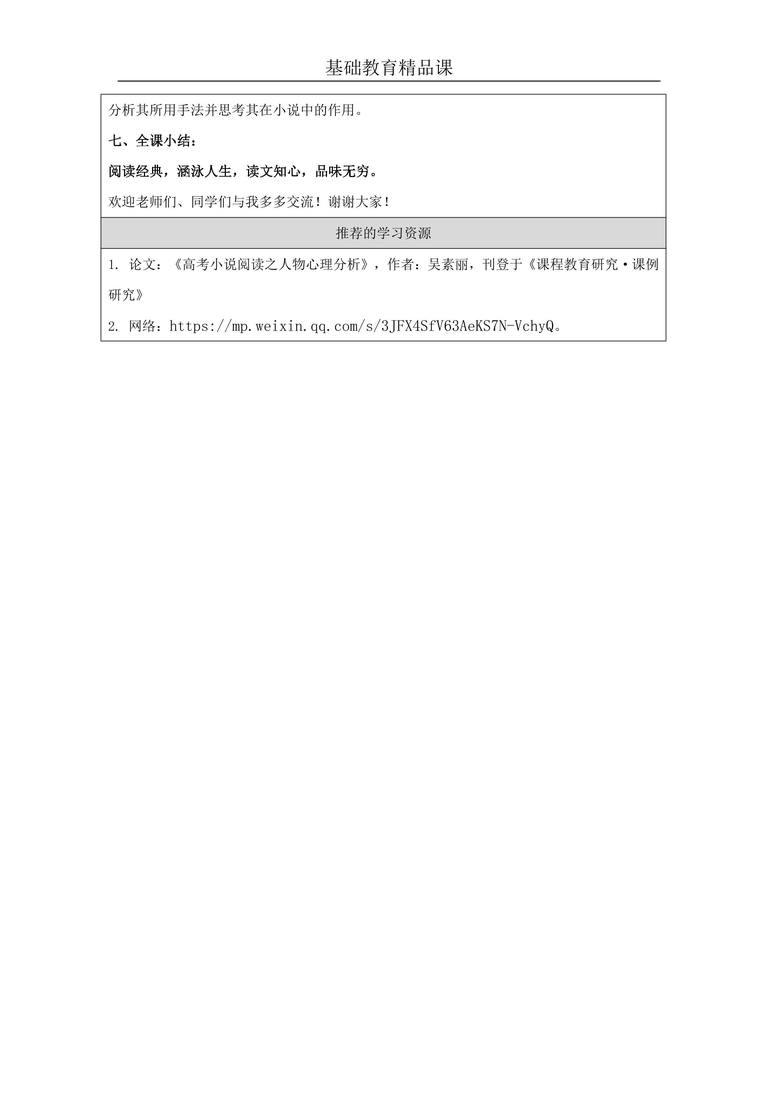 基础教育精品课
分析其所用手法并思考其在小说中的作用。
七、全课小结：
阅读经典，涵泳人生，读文知心，品味无穷。
欢迎老师们、同学们与我多多交流！谢谢大家！
推荐的学习资源
1. 论文：《高考小说阅读之人物心理分析》，作者：吴素丽，刊登于《课程教育研究·课例
研究》
2. 网络：https://mp.weixin.qq.com/s/3JFX4SfV63AeKS7N-VchyQ。